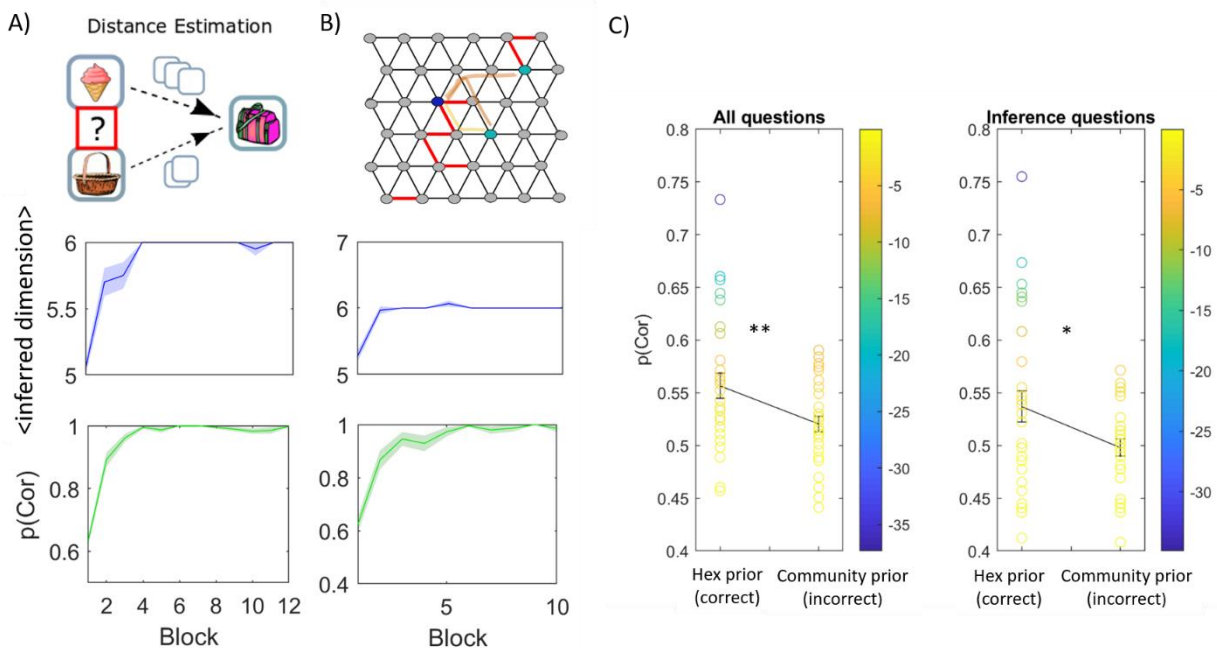 A)
Distance Estimation
?
B)
C)
<inferred dimension>
6
5.5
5
7
6
5
p(Cor)
1
0.8
0.6
2 4 6 8 10 12
Block
1
0.8
0.6
0.4
5 10
Block
All questions
p(Cor)
0.8
0.75
0.7
0.65
0.6
0.55
0.5
0.45
0.4
**
Hex prior
(correct)
Community prior
(incorrect)
-5
-10
-15
-20
-25
-30
-35
Inference questions
0.8
0.75
0.7
0.65
0.6
0.55
0.5
0.45
0.4
*
Hex prior
(correct)
Community prior
(incorrect)
-5
-10
-15
-20
-25
-30